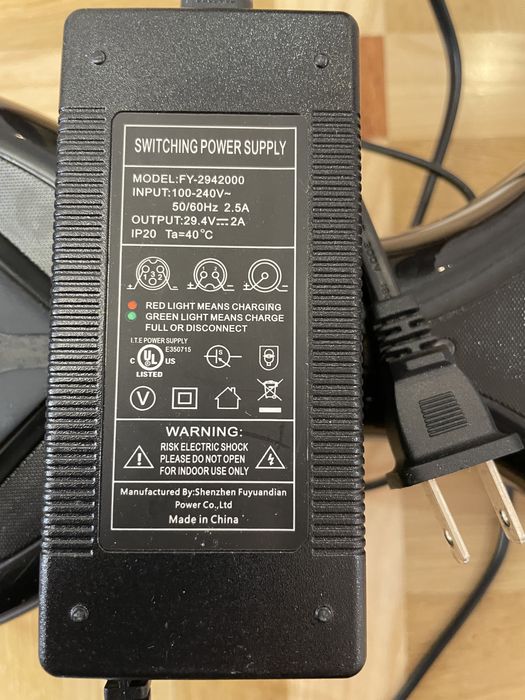 SWITCHING POWER SUPPLY
MODEL:FY-2942000
INPUT:100-240V~
50/60Hz 2.5A
OUTPUT:29.4V⎓2A
IP20 Ta=40°C
RED LIGHT MEANS CHARGING
GREEN LIGHT MEANS CHARGE
FULL OR DISCONNECT
I.T.E POWER SUPPLY
E350715
C UL US
LISTED
S
V
WARNING:
RISK ELECTRIC SHOCK
PLEASE DO NOT OPEN
FOR INDOOR USE ONLY
Manufactured By:Shenzhen Fuyuandian
Power Co.,Ltd
Made in China